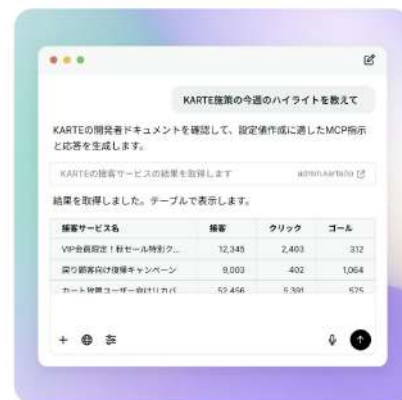 KARTE施策の今週のハイライトを教えて
KARTEの開発者ドキュメントを確認して、設定値作成に適したMCP指示
と応答を生成します。
KARTEの接客サービスの結果を取得します
admin.karte.io
結果を取得しました。テーブルで表示します。
接客サービス名 接客 クリック ゴール
VIP会員限定!秋セール特別ク... 12,345 2,403 312
戻り顧客向け復帰キャンペーン 9,003 402 1,064
カート放置ユーザー向けリカバ 52,456 5,391 575